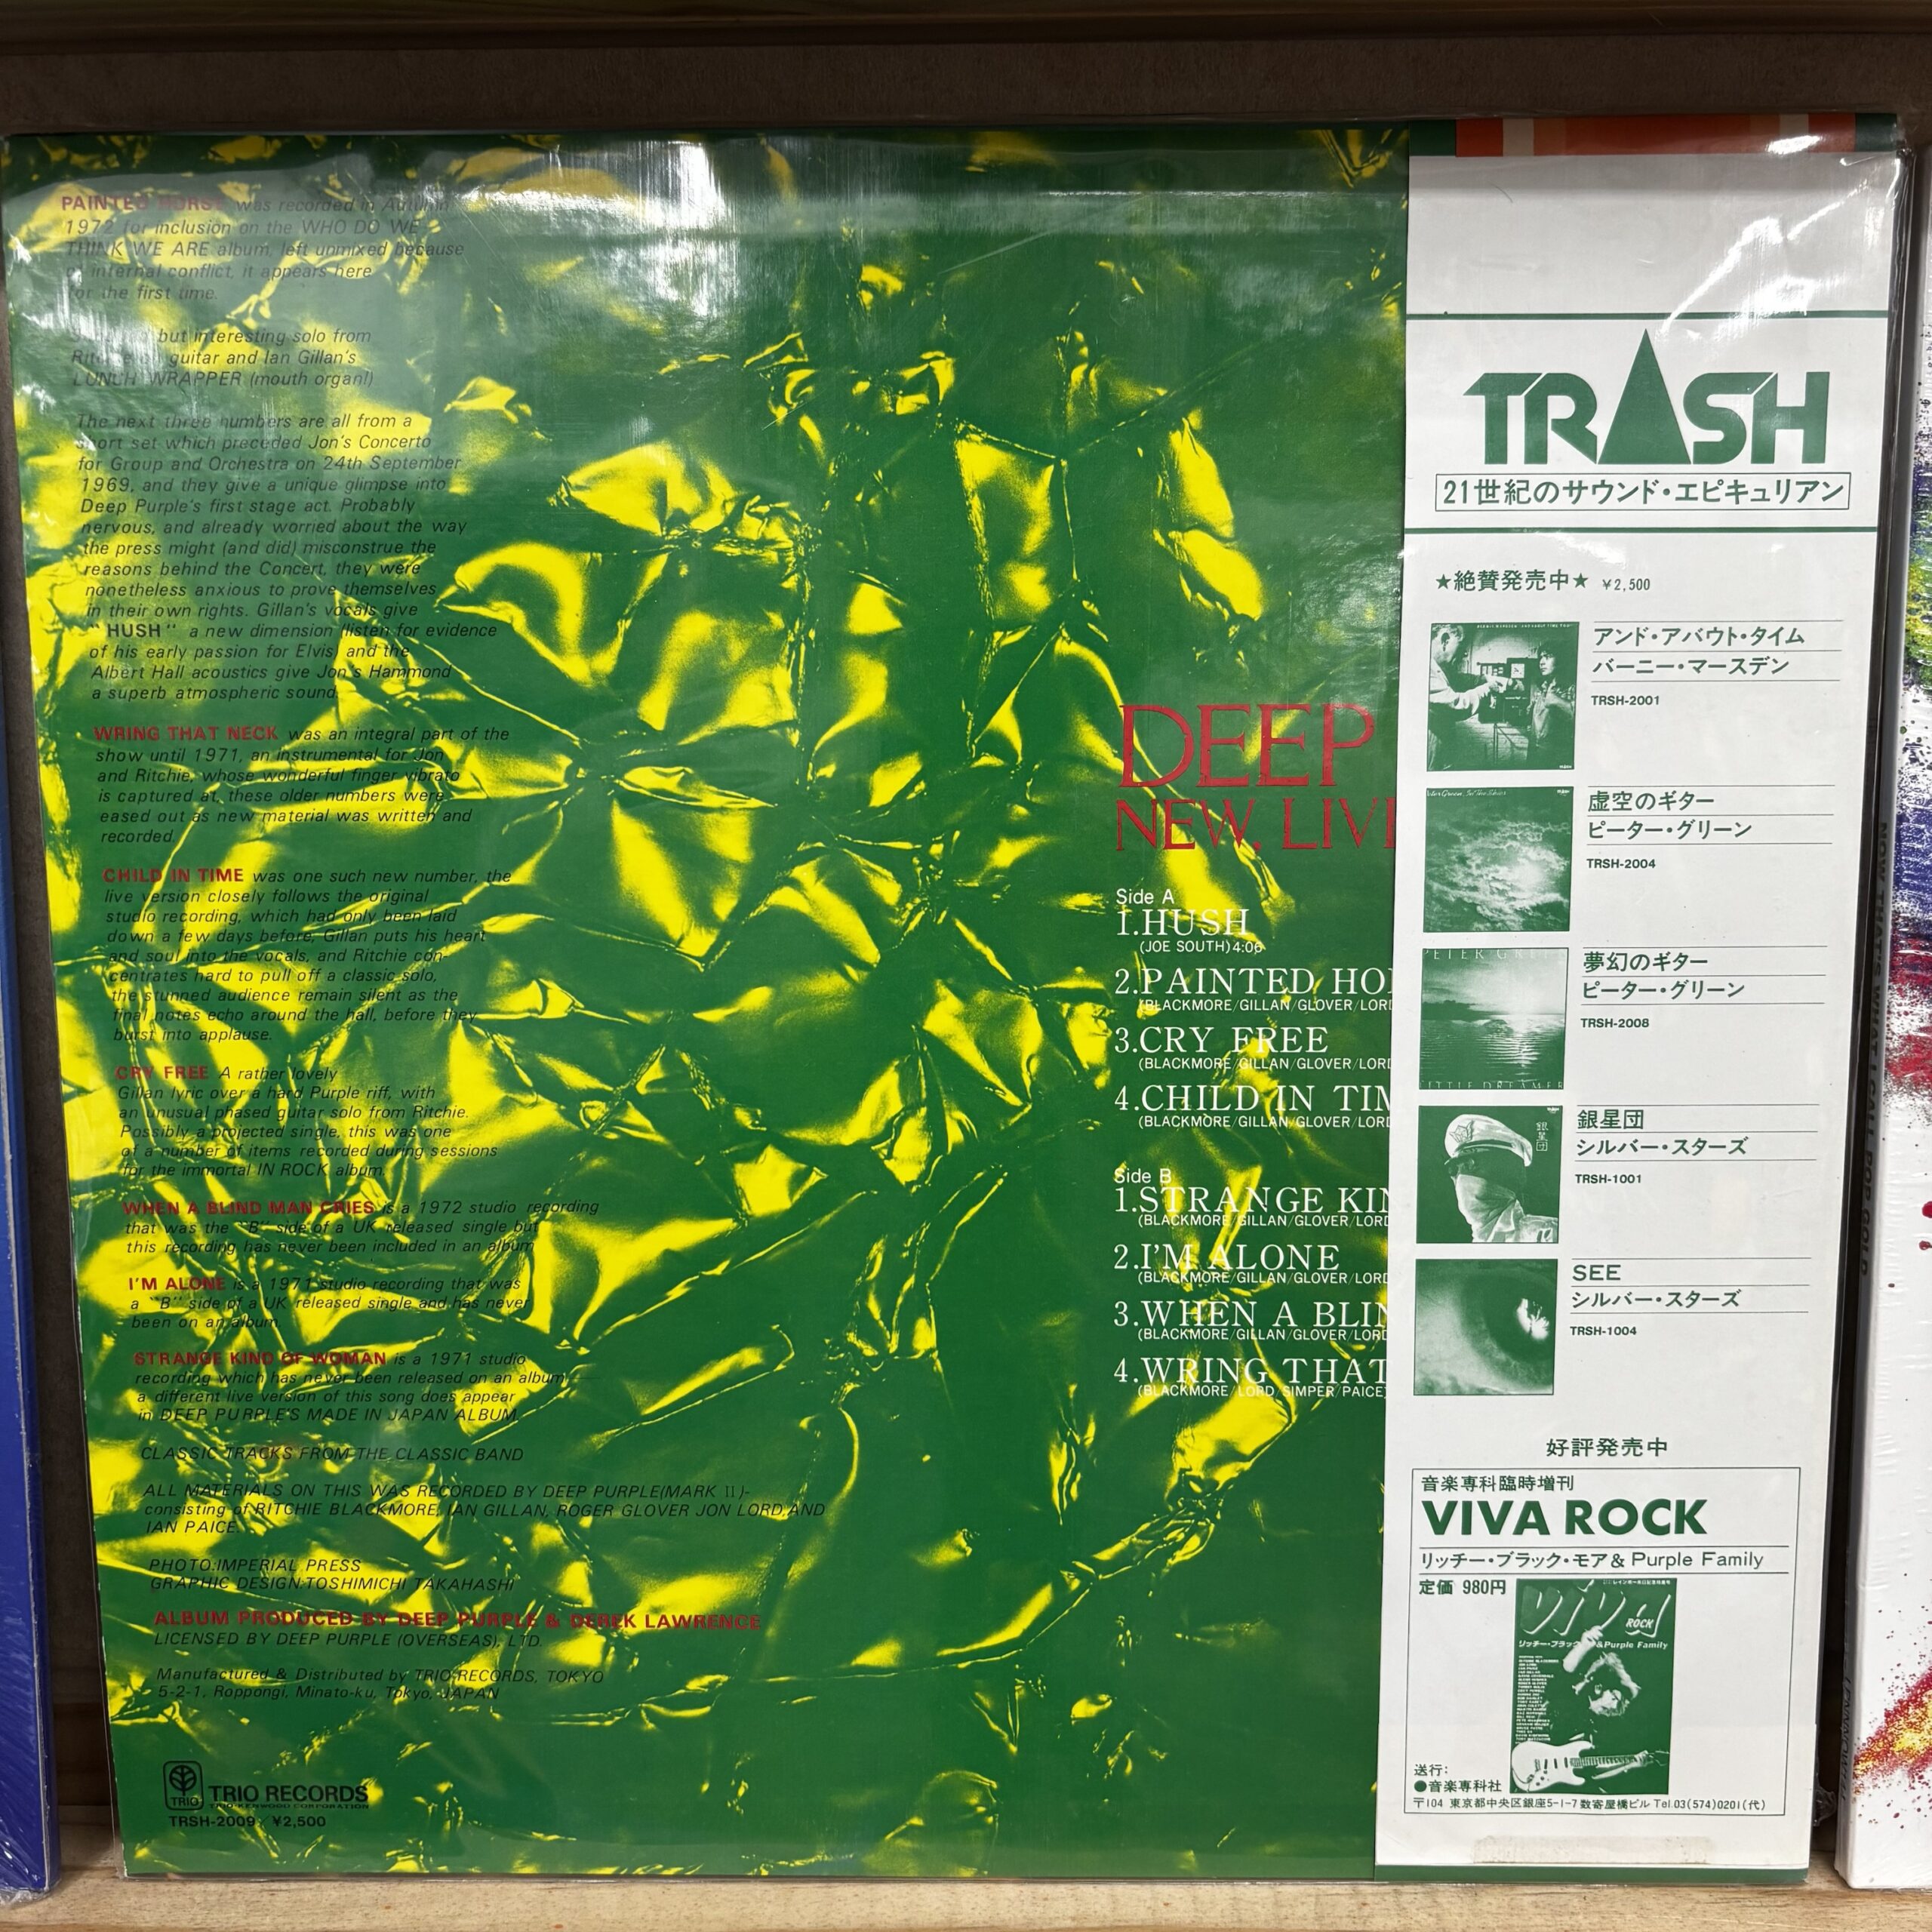 PAINTED HORSE was recorded in Autumn
1972 for inclusion on the WHO DO WE
THINK WE ARE album, left unmixed because
of internal conflict, it appears here
for the first time.
but interesting solo from
guitar and Ian Gillan's
LUNCH WRAPPER (mouth organ!)
The next three numbers are all from a
short set which preceded Jon's Concerto
for Group and Orchestra on 24th September
1969, and they give a unique glimpse into
Deep Purple's first stage act. Probably
nervous, and already worried about the way
the press might (and did) misconstrue the
reasons behind the Concert, they were
nonetheless anxious to prove themselves
in their own rights. Gillan's vocals give
"HUSH" a new dimension (listen for evidence
of his early passion for Elvis) and the
Albert Hall acoustics give Jon's Hammond
a superb atmospheric sound.
WRING THAT NECK was an integral part of the
show until 1971, an instrumental for Jon
and Ritchie, whose wonderful finger vibrato
is captured at, these older numbers were
eased out as new material was written and
recorded.
CHILD IN TIME was one such new number, the
live version closely follows the original
studio recording, which had only been laid
down a few days before, Gillan puts his heart
and soul into the vocals, and Ritchie con-
centrates hard to pull off a classic solo,
the stunned audience remain silent as the
final notes echo around the hall, before they
burst into applause.
CRY FREE A rather lovely
Gillan lyric over a hard Purple riff, with
an unusual phased guitar solo from Ritchie.
Possibly a projected single, this was one
of a number of items recorded during sessions
for the immortal IN ROCK album.
WHEN A BLIND MAN CRIES is a 1972 studio recording
that was the "B" side of a UK released single but
this recording has never been included in an album
I'M ALONE is a 1971 studio recording that was
a "B" side of a UK released single and has never
been on an album.
STRANGE KIND OF WOMAN is a 1971 studio
recording which has never been released on an album
a different live version of this song does appear
in DEEP PURPLE'S MADE IN JAPAN ALBUM.
CLASSIC TRACKS FROM THE CLASSIC BAND
ALL MATERIALS ON THIS WAS RECORDED BY DEEP PURPLE(MARK II)-
consisting of RITCHIE BLACKMORE, IAN GILLAN, ROGER GLOVER JON LORD AND
IAN PAICE.
PHOTO:IMPERIAL PRESS
GRAPHIC DESIGN:TOSHIMICHI TAKAHASHI
ALBUM PRODUCED BY DEEP PURPLE & DEREK LAWRENCE
LICENSED BY DEEP PURPLE (OVERSEAS), LTD.
Manufactured & Distributed by TRIO RECORDS, TOKYO
5-2-1, Roppongi, Minato-ku, Tokyo, JAPAN
TRIO
TRIO RECORDS
TRIO-KENWOOD CORPORATION
TRSH-2009 / ¥2,500
DEEP
NEW, LIV
Side A
1.HUSH
(JOE SOUTH)4:06
2.PAINTED HO
(BLACKMORE/GILLAN/GLOVER/LORD
3.CRY FREE
(BLACKMORE/GILLAN/GLOVER/LORD
4.CHILD IN TIM
(BLACKMORE/GILLAN/GLOVER/LORD
Side B
1.STRANGE KIN
(BLACKMORE/GILLAN/GLOVER/LORD
2.I'M ALONE
(BLACKMORE/GILLAN/GLOVER/LORD
3.WHEN A BLIN
(BLACKMORE/GILLAN/GLOVER/LORD
4.WRING THAT
(BLACKMORE/LORD/SIMPER/PAICE)
TRASH
21世紀のサウンド・エピキュリアン
★絶賛発売中★ ¥2,500
アンド・アバウト・タイム
バーニー・マースデン
TRSH-2001
虚空のギター
ピーター・グリーン
TRSH-2004
PETER GREEN
LITTLE DREAMER
夢幻のギター
ピーター・グリーン
TRSH-2008
銀星団
銀星団
シルバー・スターズ
TRSH-1001
SEE
シルバー・スターズ
TRSH-1004
好評発売中
音楽専科臨時増刊
VIVA ROCK
リッチー・ブラック・モア& Purple Family
定価 980円
VIVA ROCK
&Purple Family
送行:
●音楽専科社
〒104 東京都中央区銀座5-1-7 数寄屋橋ビル Tel.03(574)0201(代)